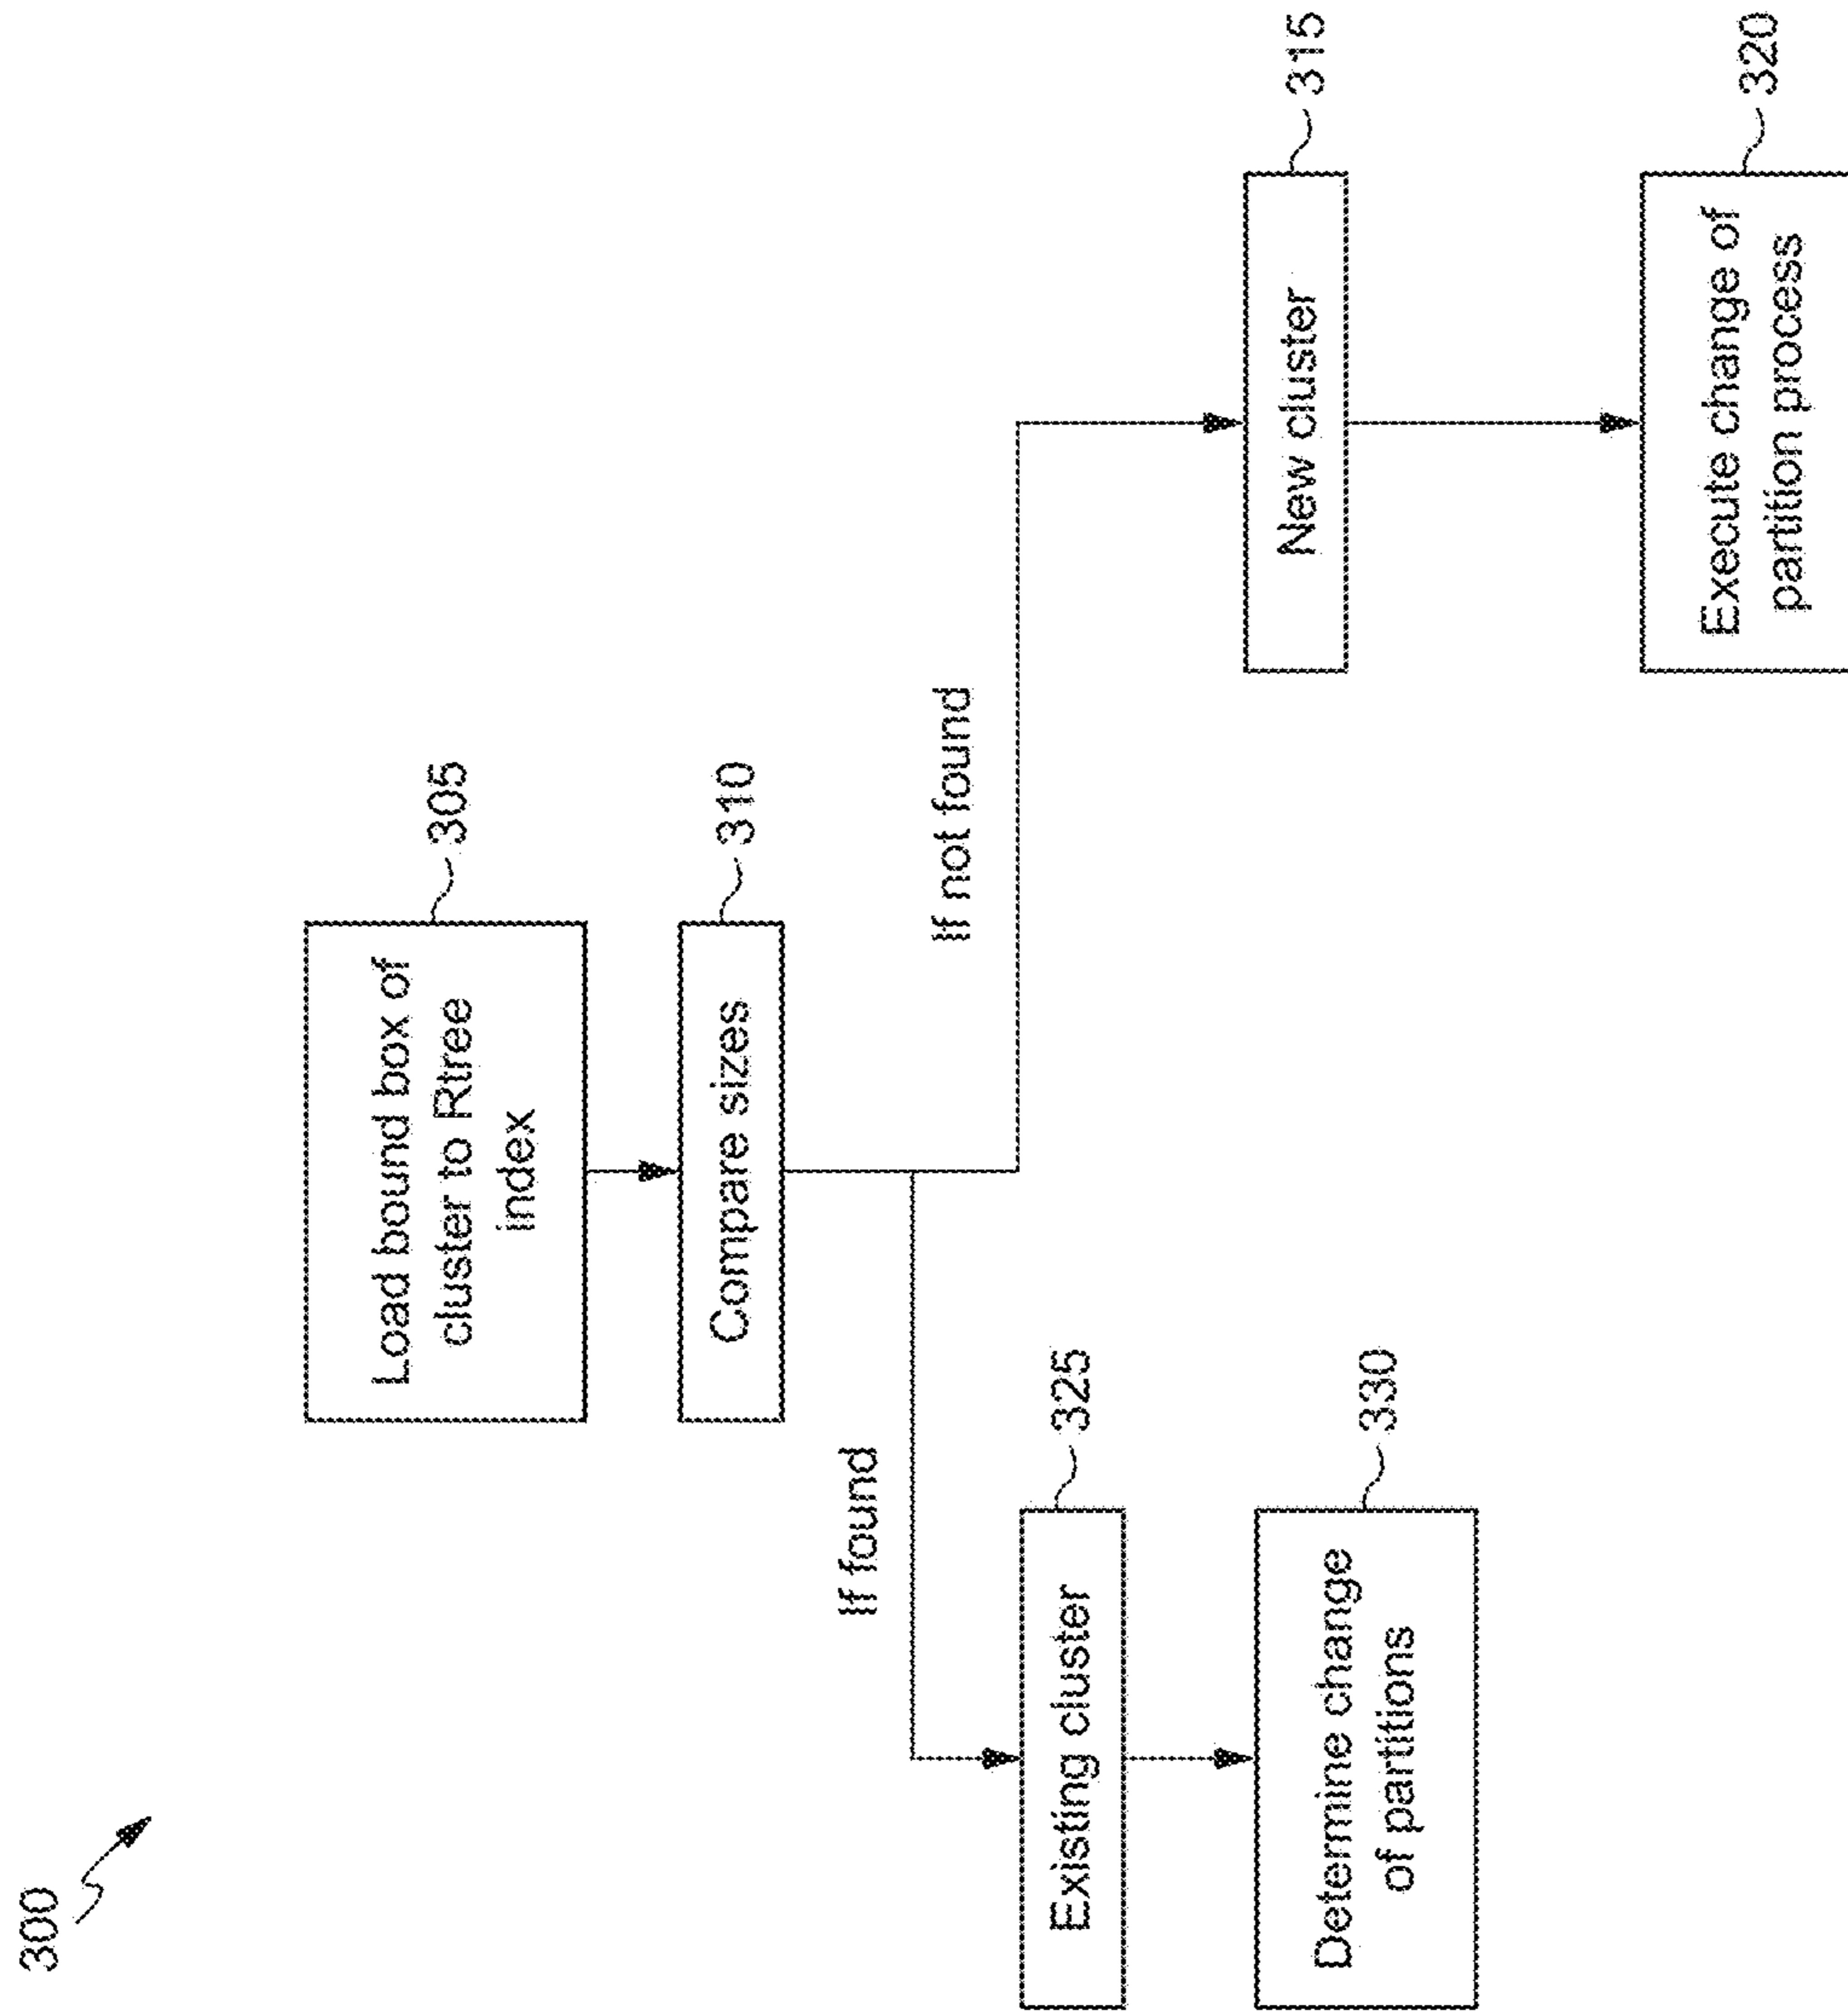 300
Load bound box of
cluster to Rtree
index
305
Compare sizes
310
If found
If not found
Existing cluster
325
Determine change
of partitions
330
New cluster
315
Execute change of
partition process
320